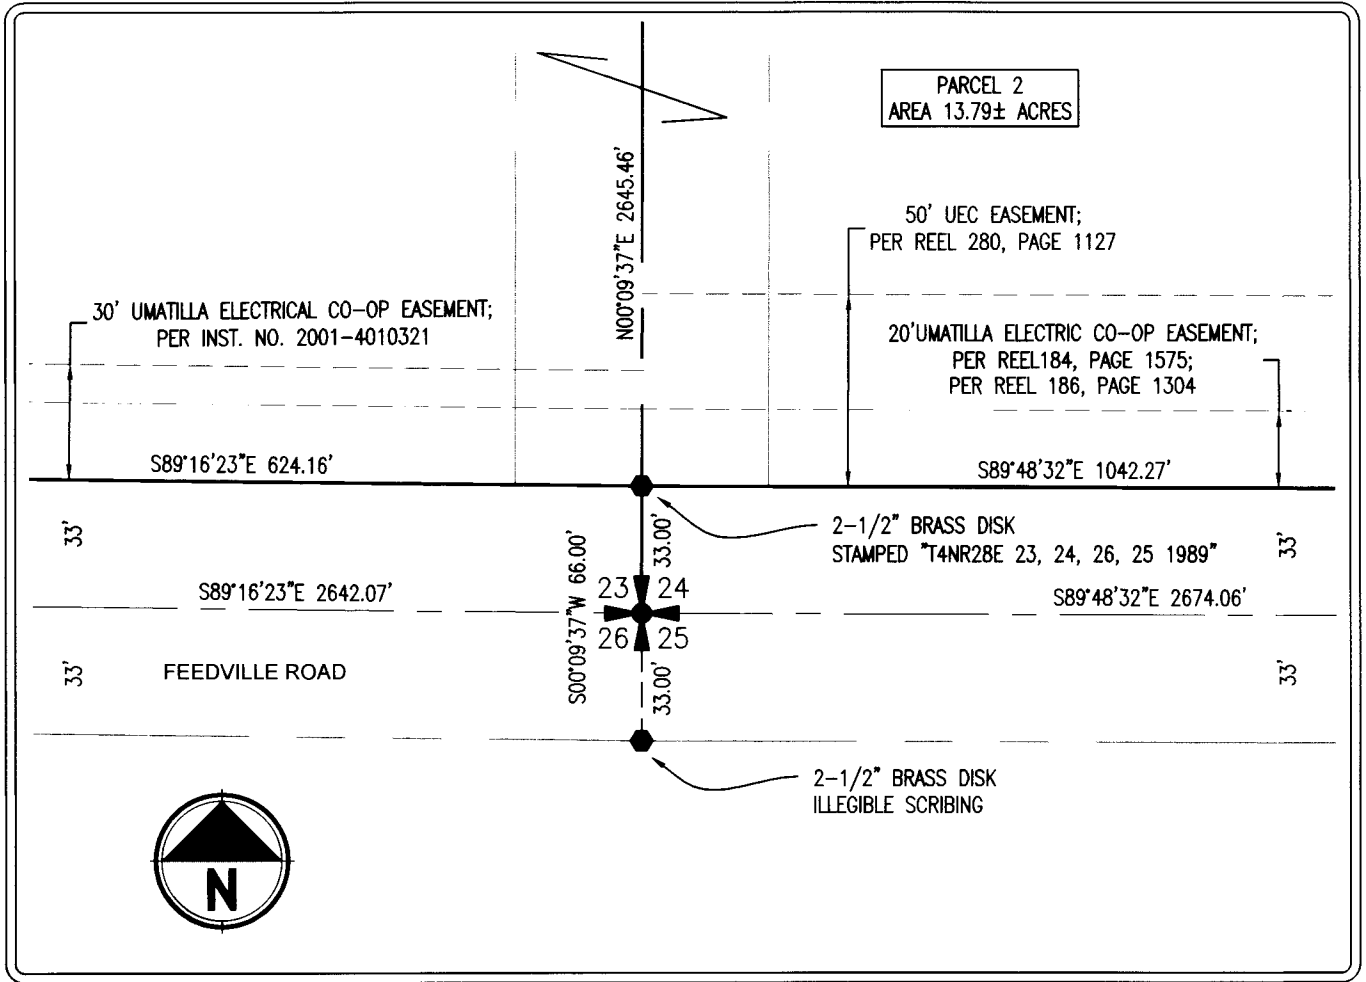 PARCEL 2
AREA 13.79± ACRES
N00°09'37"E 2645.46'
50' UEC EASEMENT;
PER REEL 280, PAGE 1127
30' UMATILLA ELECTRICAL CO-OP EASEMENT;
PER INST. NO. 2001-4010321
20'UMATILLA ELECTRIC CO-OP EASEMENT;
PER REEL184, PAGE 1575;
PER REEL 186, PAGE 1304
S89°16'23"E 624.16'
S89°48'32"E 1042.27'
33'
33.00'
2-1/2" BRASS DISK
STAMPED "T4NR28E 23, 24, 26, 25 1989"
33'
S89°16'23"E 2642.07'
S00°09'37"W 66.00'
23 24
26 25
S89°48'32"E 2674.06'
33'
FEEDVILLE ROAD
33.00'
33'
2-1/2" BRASS DISK
ILLEGIBLE SCRIBING
N